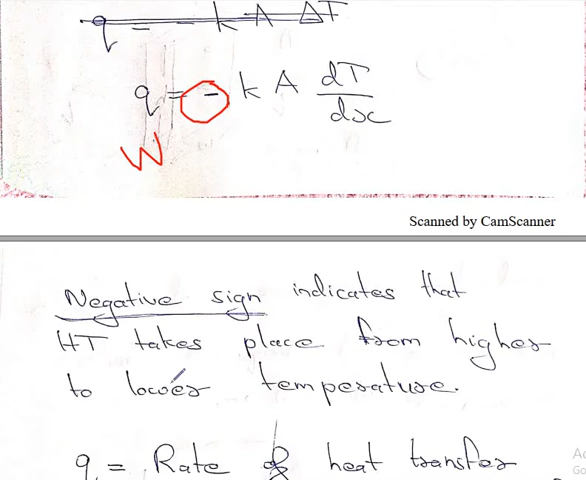 q = - k A ΔT
q = - k A dT/dx
W
Scanned by CamScanner
Negative sign indicates that
HT takes place from higher
to lower temperature.
q = Rate of heat transfer